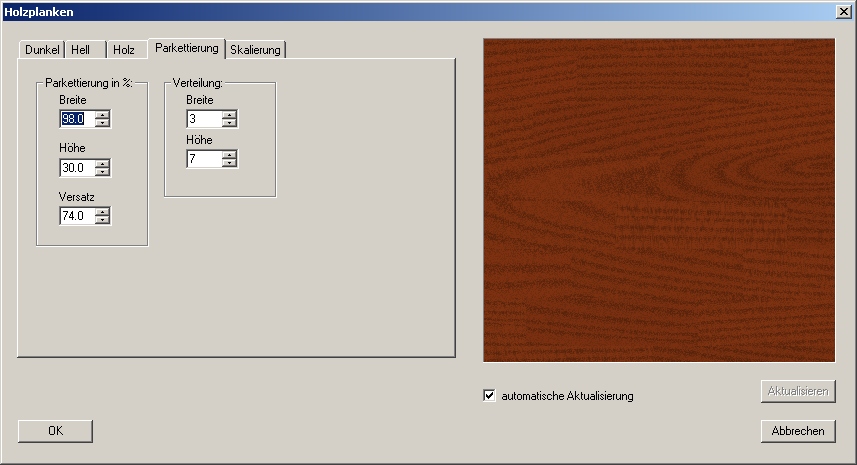 Holzplanken
Dunkel Hell Holz Parkettierung Skalierung
Parkettierung in %:
Breite
98.0
Höhe
30.0
Versatz
74.0
Verteilung:
Breite
3
Höhe
7
automatische Aktualisierung
Aktualisieren
OK
Abbrechen